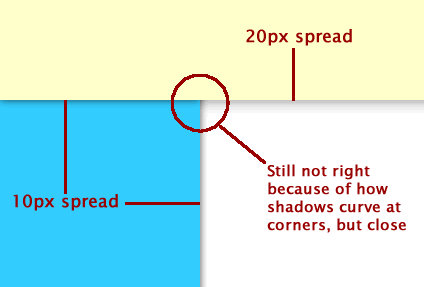 20px spread
Still not right
because of how
shadows curve at
corners, but close
10px spread